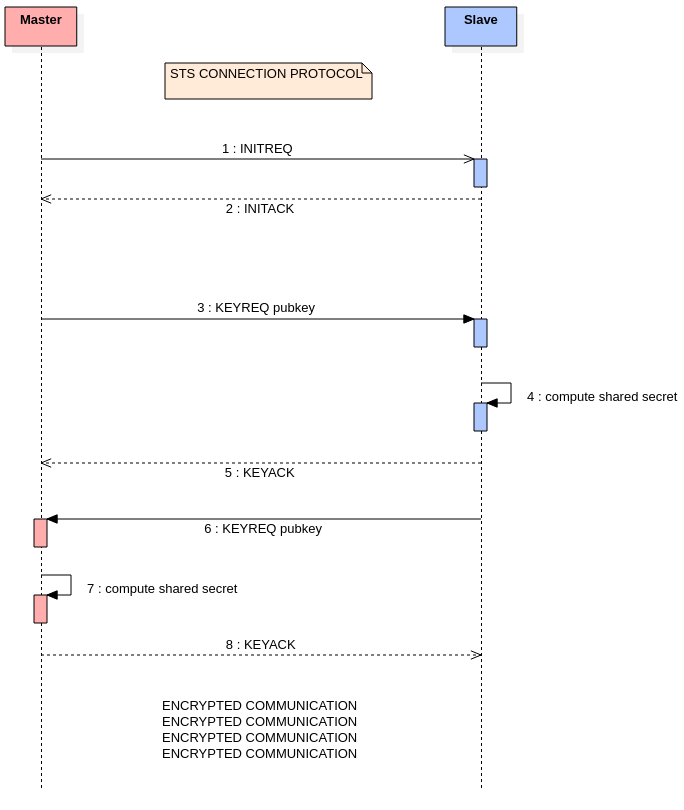 Master
Slave
STS CONNECTION PROTOCOL
1 : INITREQ
2 : INITACK
3 : KEYREQ pubkey
4 : compute shared secret
5 : KEYACK
6 : KEYREQ pubkey
7 : compute shared secret
8 : KEYACK
ENCRYPTED COMMUNICATION
ENCRYPTED COMMUNICATION
ENCRYPTED COMMUNICATION
ENCRYPTED COMMUNICATION